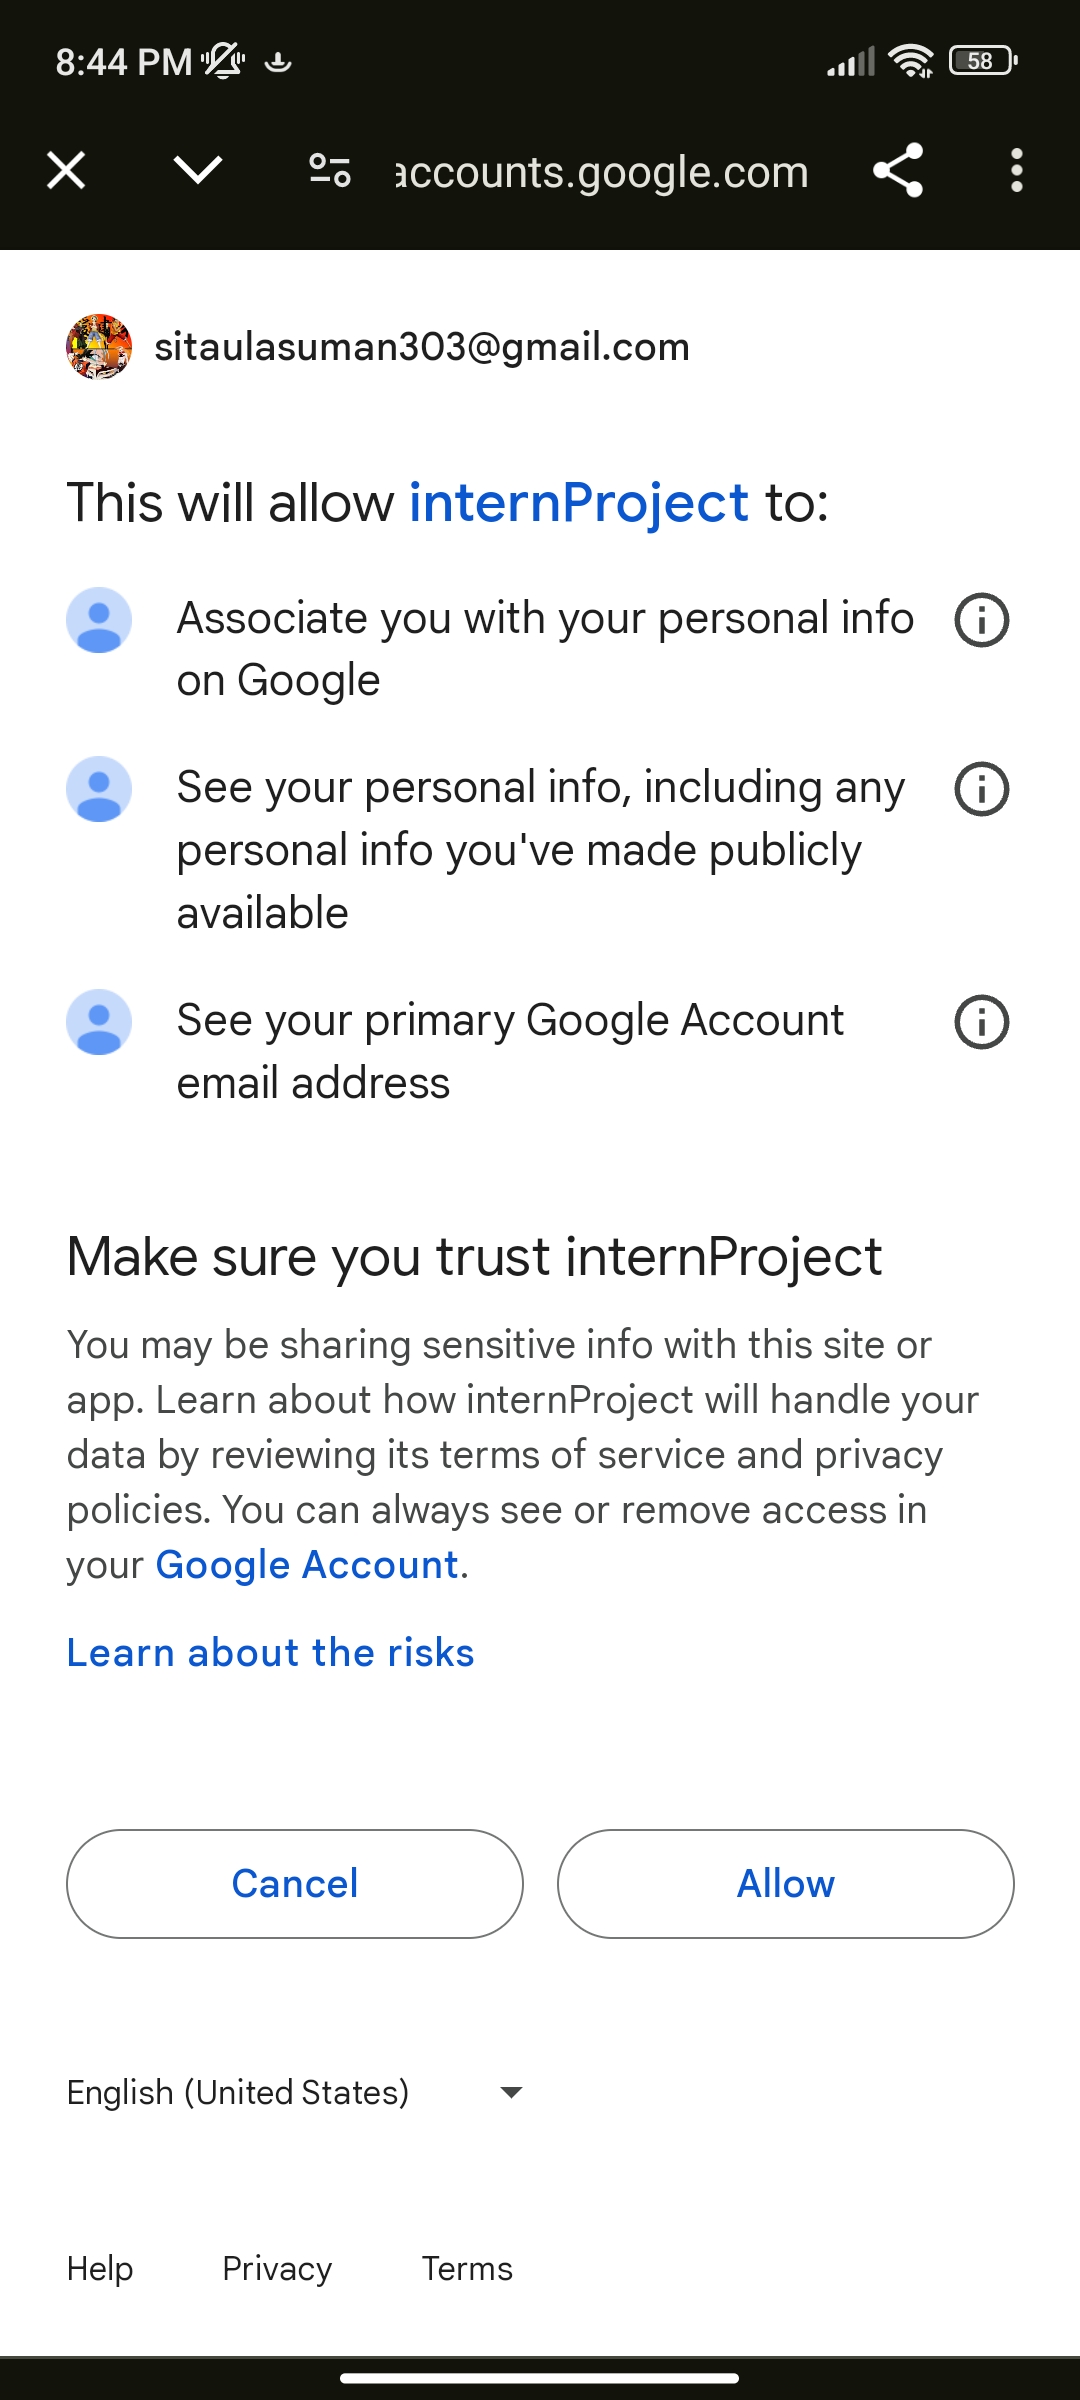 8:44 PM
58
accounts.google.com
sitaulasuman303@gmail.com
This will allow internProject to:
Associate you with your personal info
on Google
See your personal info, including any
personal info you've made publicly
available
See your primary Google Account
email address
Make sure you trust internProject
You may be sharing sensitive info with this site or
app. Learn about how internProject will handle your
data by reviewing its terms of service and privacy
policies. You can always see or remove access in
your Google Account.
Learn about the risks
Cancel
Allow
English (United States)
Help
Privacy
Terms